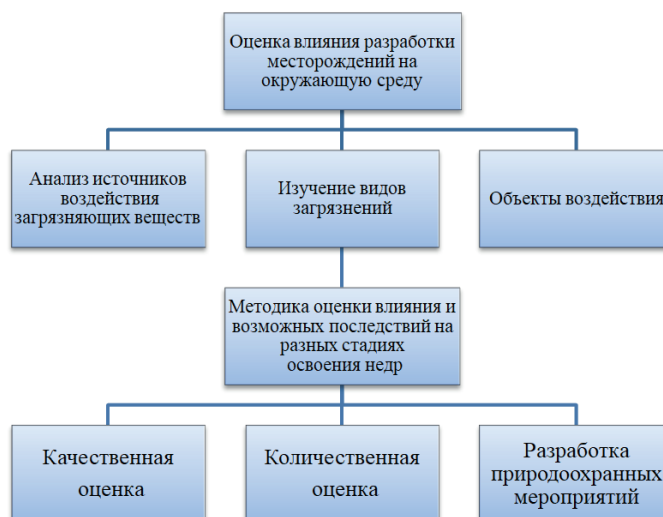 Оценка влияния разработки
месторождений на
окружающую среду
Анализ источников
воздействия
загрязняющих веществ
Изучение видов
загрязнений
Объекты воздействия
Методика оценки влияния и
возможных последствий на
разных стадиях
освоения недр
Качественная
оценка
Количественная
оценка
Разработка
природоохранных
мероприятий